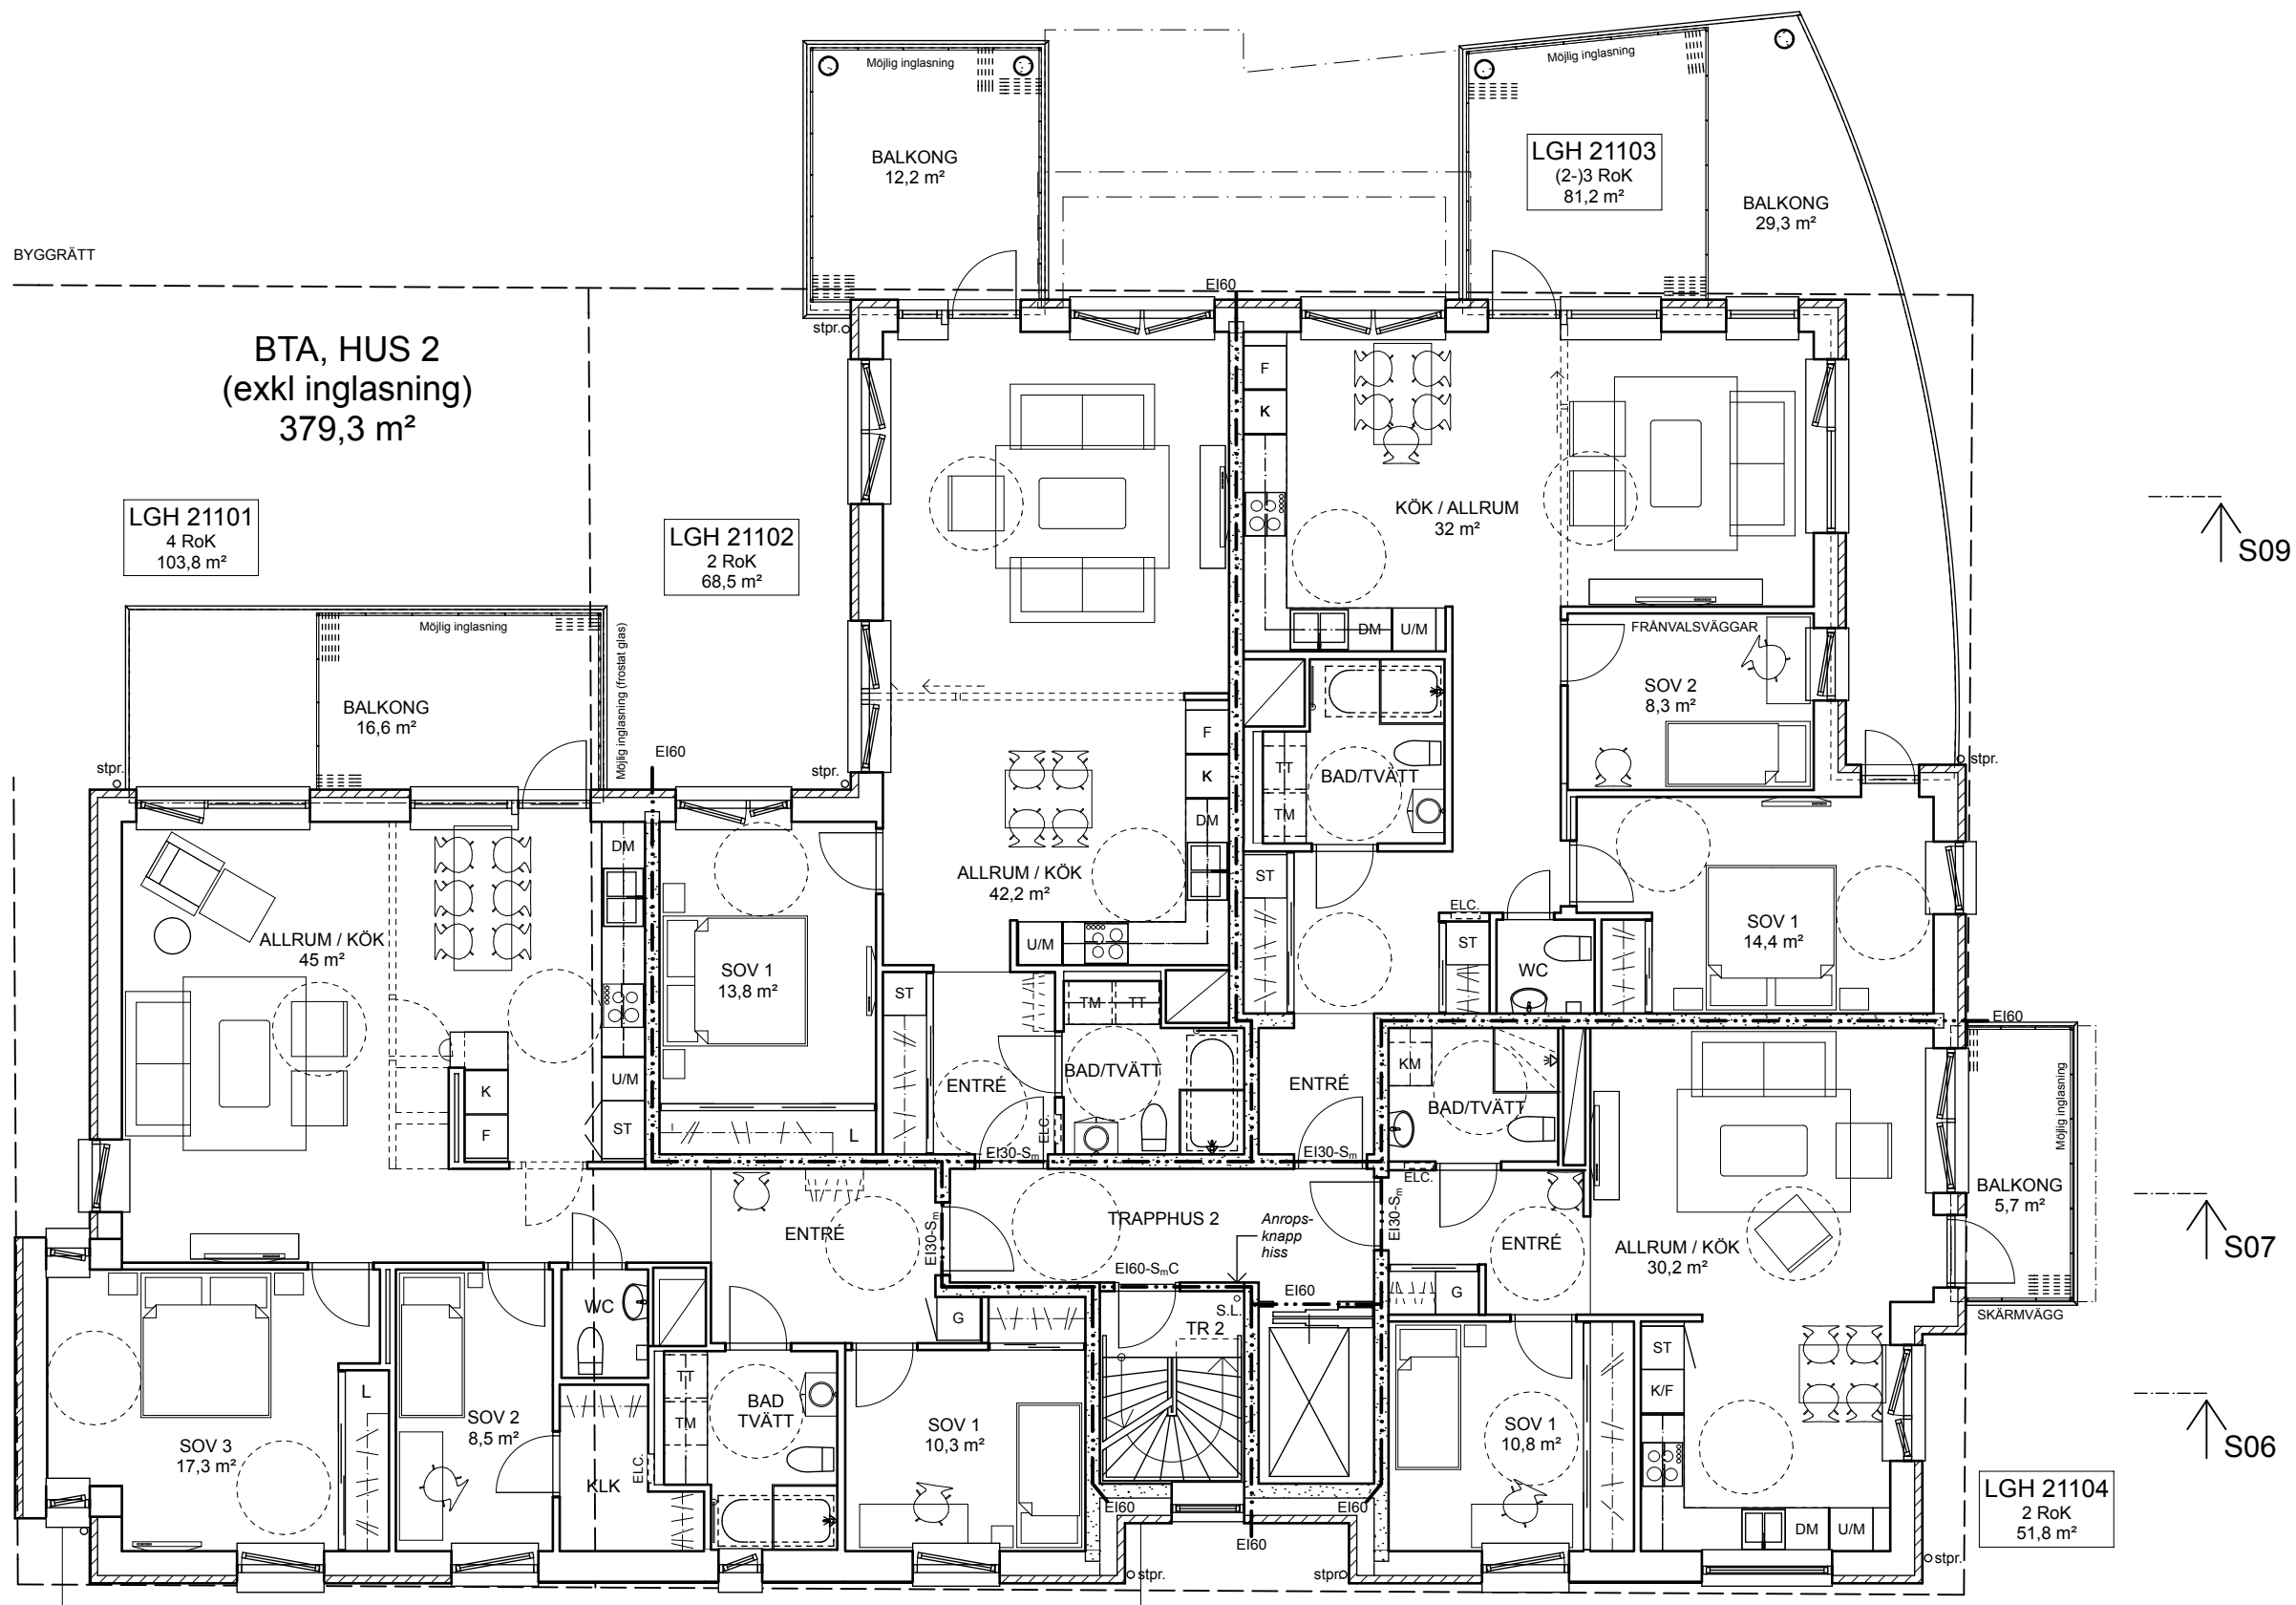 Möjlig inglasning
BALKONG
12,2 m²
Möjlig inglasning
LGH 21103
(2-)3 RoK
81,2 m²
BALKONG
29,3 m²
BYGGRÄTT
EI60
stpr.
BTA, HUS 2
(exkl inglasning)
379,3 m²
F
K
KÖK / ALLRUM
32 m²
S09
LGH 21101
4 RoK
103,8 m²
LGH 21102
2 RoK
68,5 m²
Möjlig inglasning
Möjlig inglasning (frostat glas)
BALKONG
16,6 m²
DM
U/M
FRÅNVALSVÄGGAR
SOV 2
8,3 m²
stpr.
stpr.
EI60
F
K
DM
TT
TM
BAD/TVÄTT
stpr.
DM
ALLRUM / KÖK
42,2 m²
ST
ALLRUM / KÖK
45 m²
SOV 1
13,8 m²
U/M
ELC.
ST
WC
SOV 1
14,4 m²
ST
TM
TT
EI60
K
F
U/M
ST
L
ENTRÉ
BAD/TVÄTT
ELC.
ENTRÉ
KM
BAD/TVÄTT
Möjlig inglasning
EI30-Sm
EI30-Sm
ELC.
BALKONG
5,7 m²
S07
ENTRÉ
EI30-Sm
TRAPPHUS 2
Anrops-
knapp
hiss
EI30-Sm
ENTRÉ
ALLRUM / KÖK
30,2 m²
EI60-SmC
EI60
SKÄRMVÄGG
WC
G
S.L.
TR 2
G
ST
K/F
TT
TM
BAD
TVÄTT
L
SOV 3
17,3 m²
SOV 2
8,5 m²
KLK
ELC.
SOV 1
10,3 m²
SOV 1
10,8 m²
S06
EI60
EI60
EI60
DM
U/M
LGH 21104
2 RoK
51,8 m²
stpr.
stpr.
stpr.